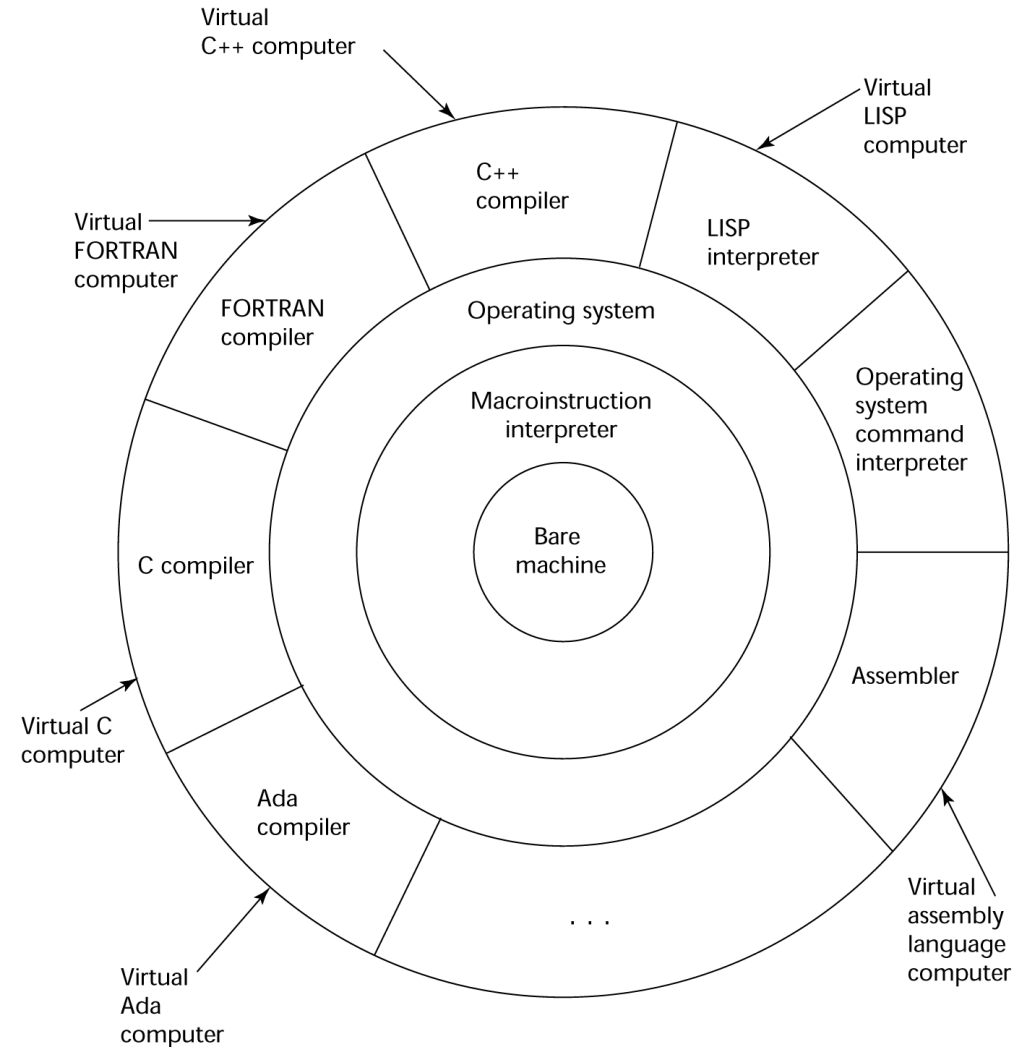 Virtual
C++ computer
Virtual
LISP
computer
C++
compiler
LISP
interpreter
Virtual
FORTRAN
computer
FORTRAN
compiler
Operating system
Operating
system
command
interpreter
Macroinstruction
interpreter
Bare
machine
C compiler
Assembler
Virtual C
computer
Ada
compiler
. . .
Virtual
assembly
language
computer
Virtual
Ada
computer